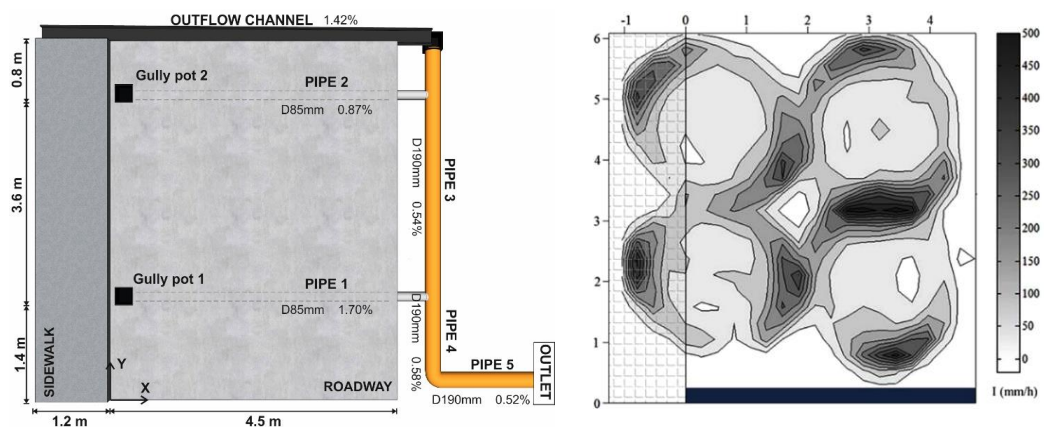 OUTFLOW CHANNEL 1.42%
0.8 m
Gully pot 2
PIPE 2
D85mm 0.87%
3.6 m
D190mm 0.54%
PIPE 3
Gully pot 1
PIPE 1
D85mm 1.70%
1.4 m
SIDEWALK
Y
X
ROADWAY
D190mm 0.58%
PIPE 4
PIPE 5
D190mm 0.52%
OUTLET
1.2 m
4.5 m
-1 0 1 2 3 4
6
5
4
3
2
1
0
500
450
400
350
300
250
200
150
100
50
0
I (mm/h)